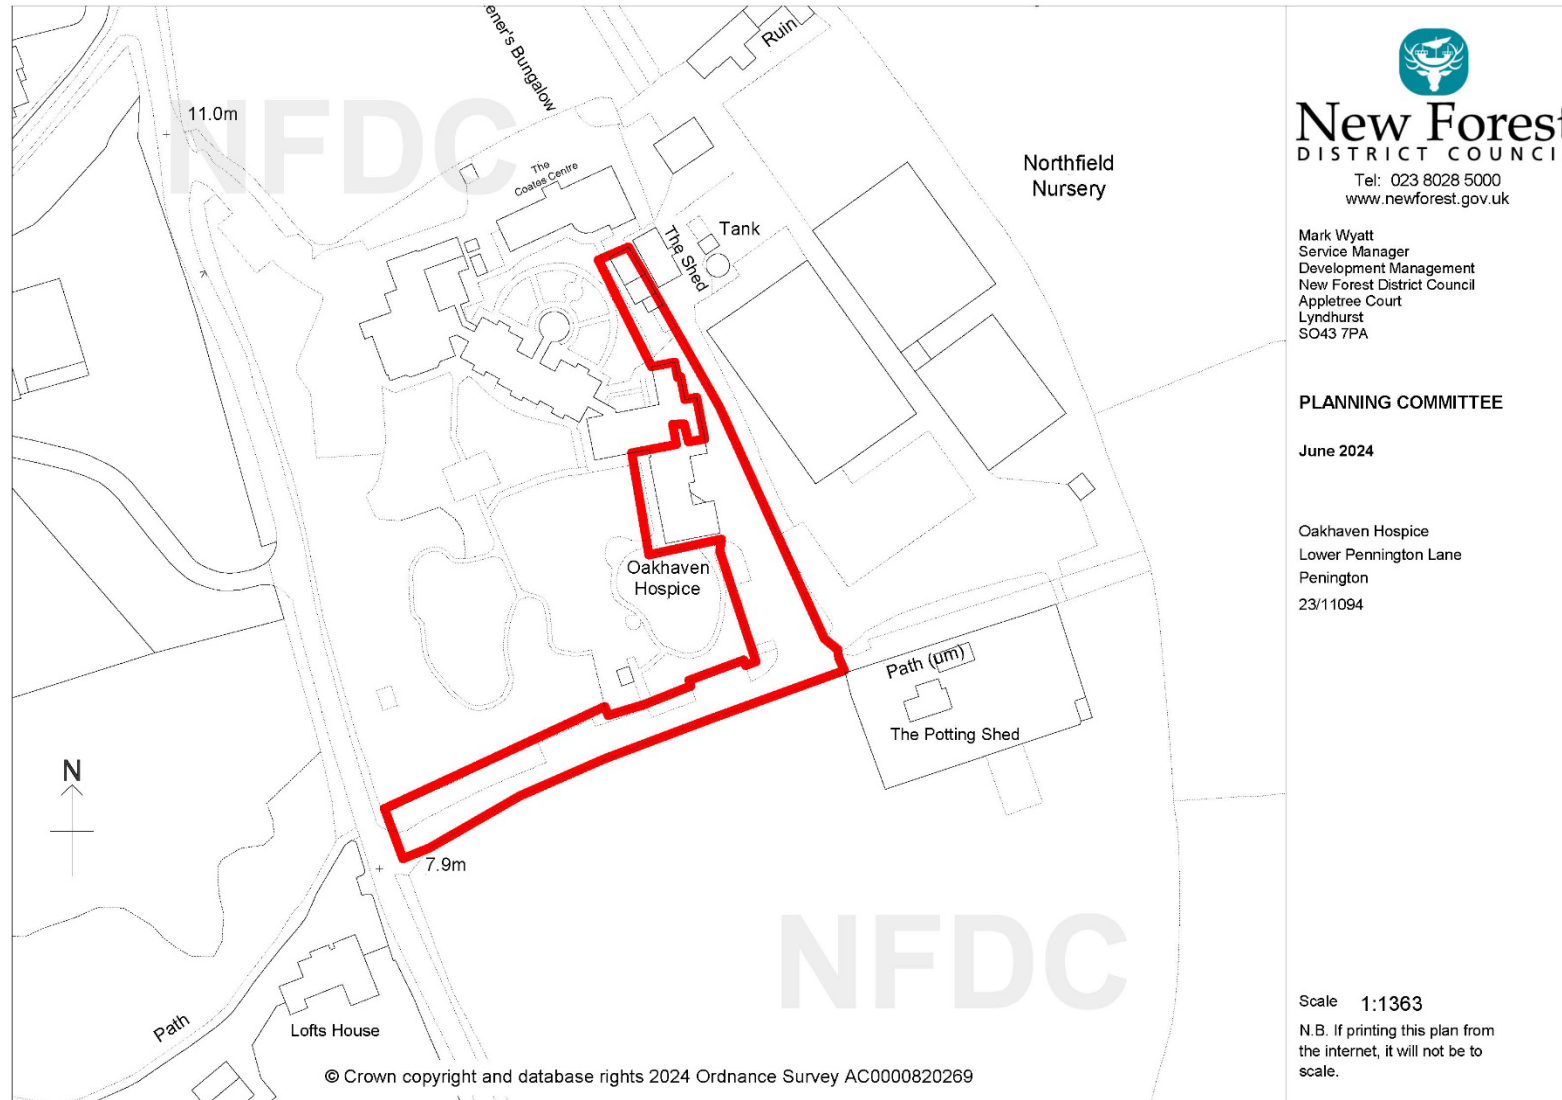 ener's Bungalow
Ruin
11.0m
NFDC
The
Coates Centre
Northfield
Nursery
Tank
The Shed
Oakhaven
Hospice
Path (um)
The Potting Shed
N
7.9m
NFDC
Path
Lofts House
© Crown copyright and database rights 2024 Ordnance Survey AC0000820269
New Forest
DISTRICT COUNCI
Tel: 023 8028 5000
www.newforest.gov.uk
Mark Wyatt
Service Manager
Development Management
New Forest District Council
Appletree Court
Lyndhurst
SO43 7PA
PLANNING COMMITTEE
June 2024
Oakhaven Hospice
Lower Pennington Lane
Penington
23/11094
Scale 1:1363
N.B. If printing this plan from
the internet, it will not be to
scale.